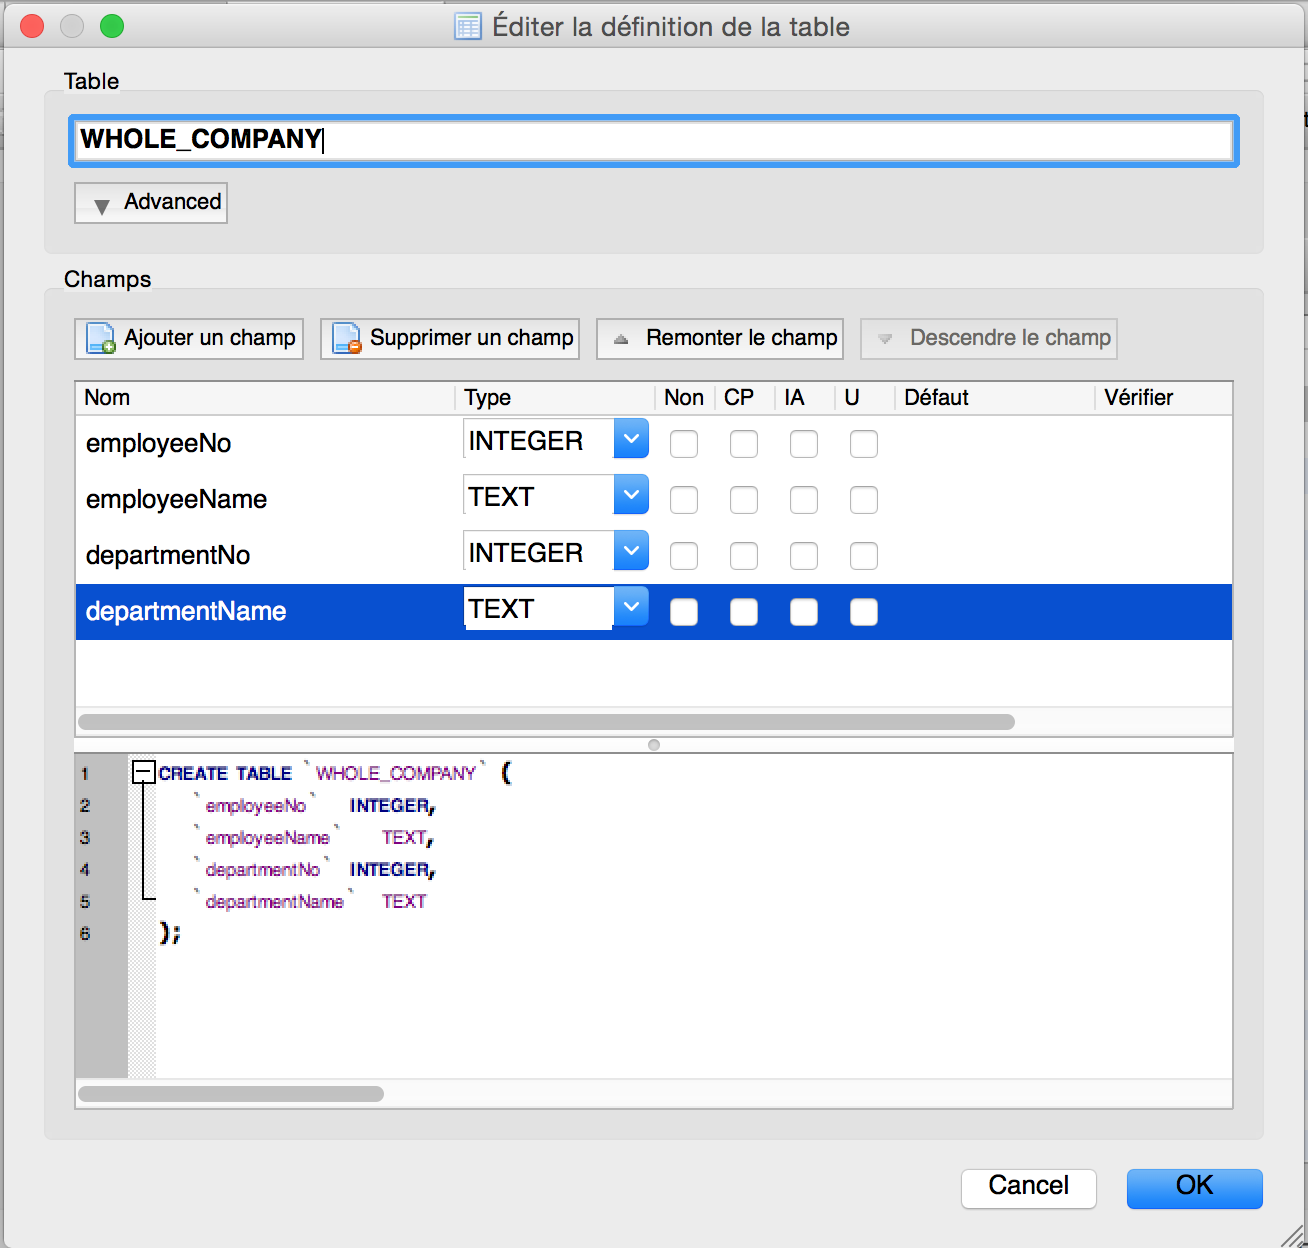 Éditer la définition de la table
Table
WHOLE_COMPANY
Advanced
Champs
Ajouter un champ Supprimer un champ Remonter le champ Descendre le champ
Nom Type Non CP IA U Défaut Vérifier
employeeNo INTEGER
employeeName TEXT
departmentNo INTEGER
departmentName TEXT
1 CREATE TABLE `WHOLE_COMPANY` (
2 `employeeNo` INTEGER,
3 `employeeName` TEXT,
4 `departmentNo` INTEGER,
5 `departmentName` TEXT
6 );
Cancel OK